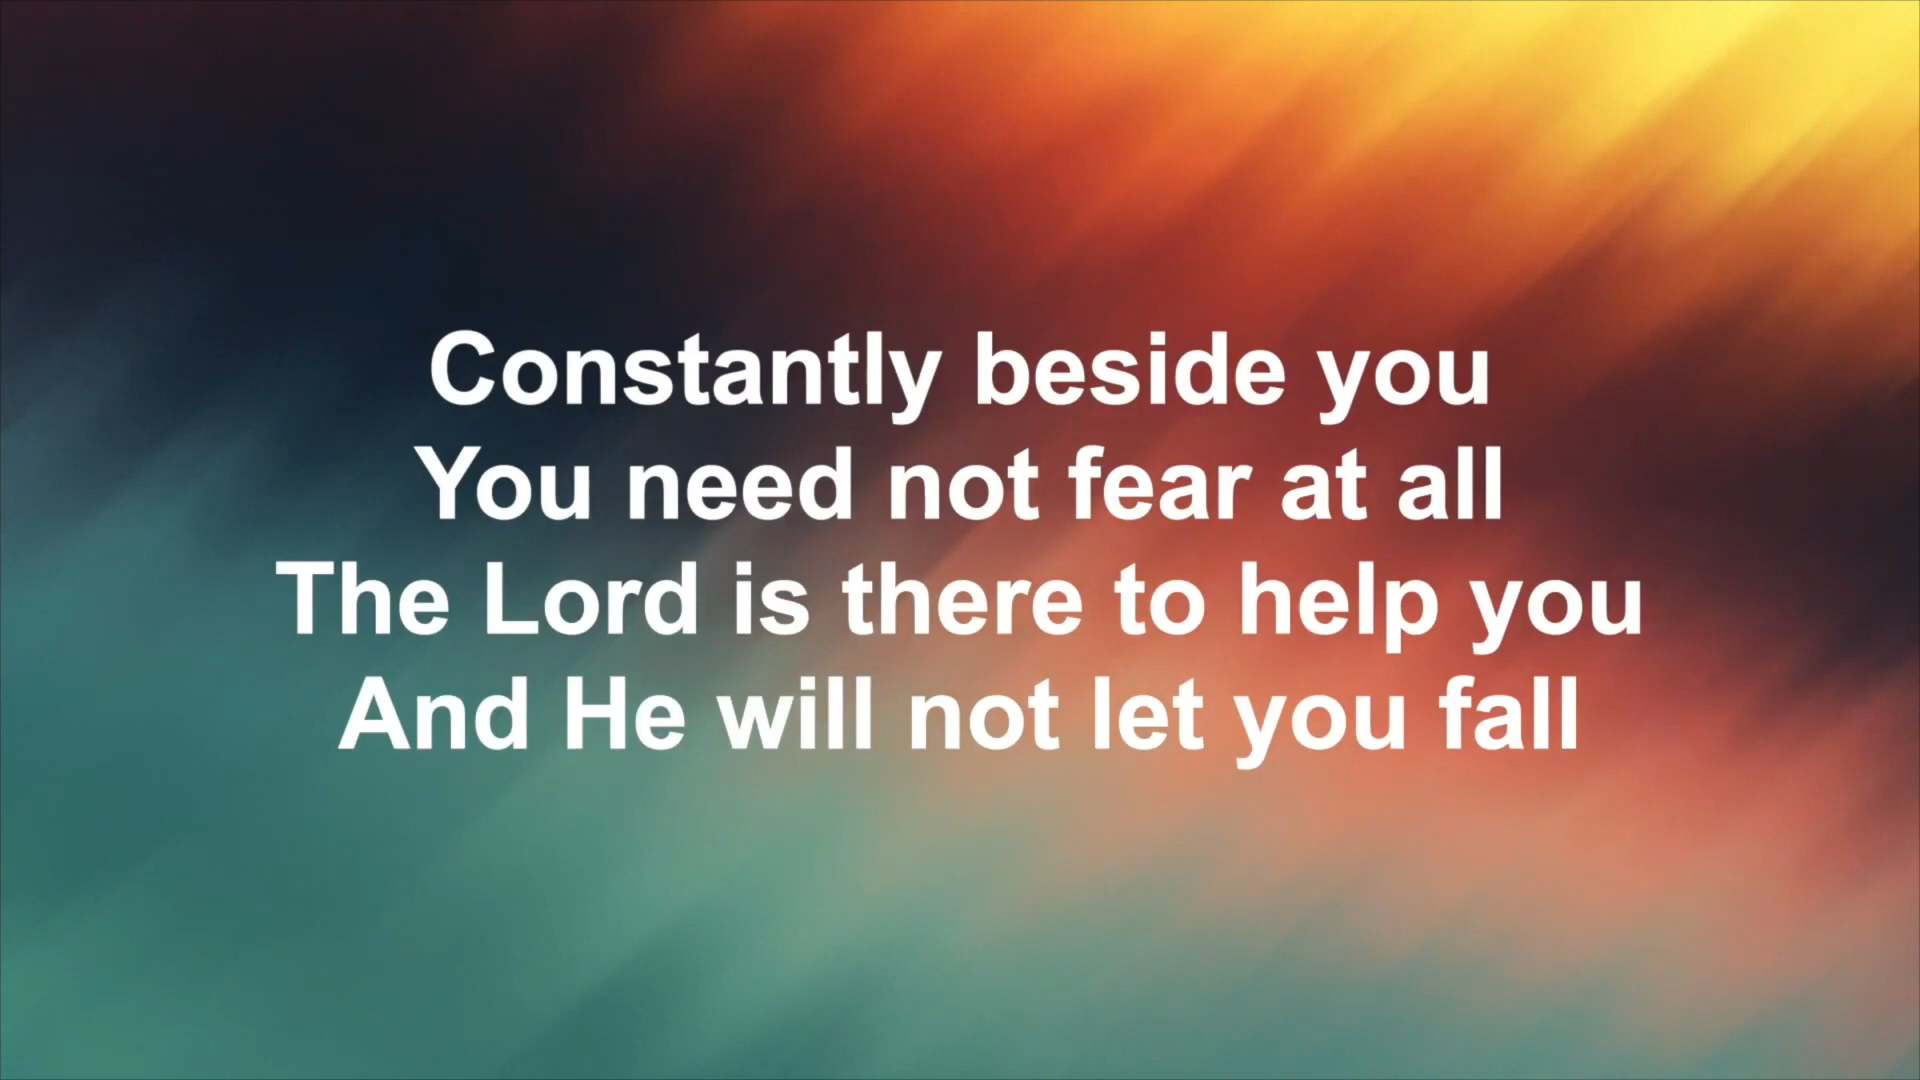 Constantly beside you
You need not fear at all
The Lord is there to help you
And He will not let you fall